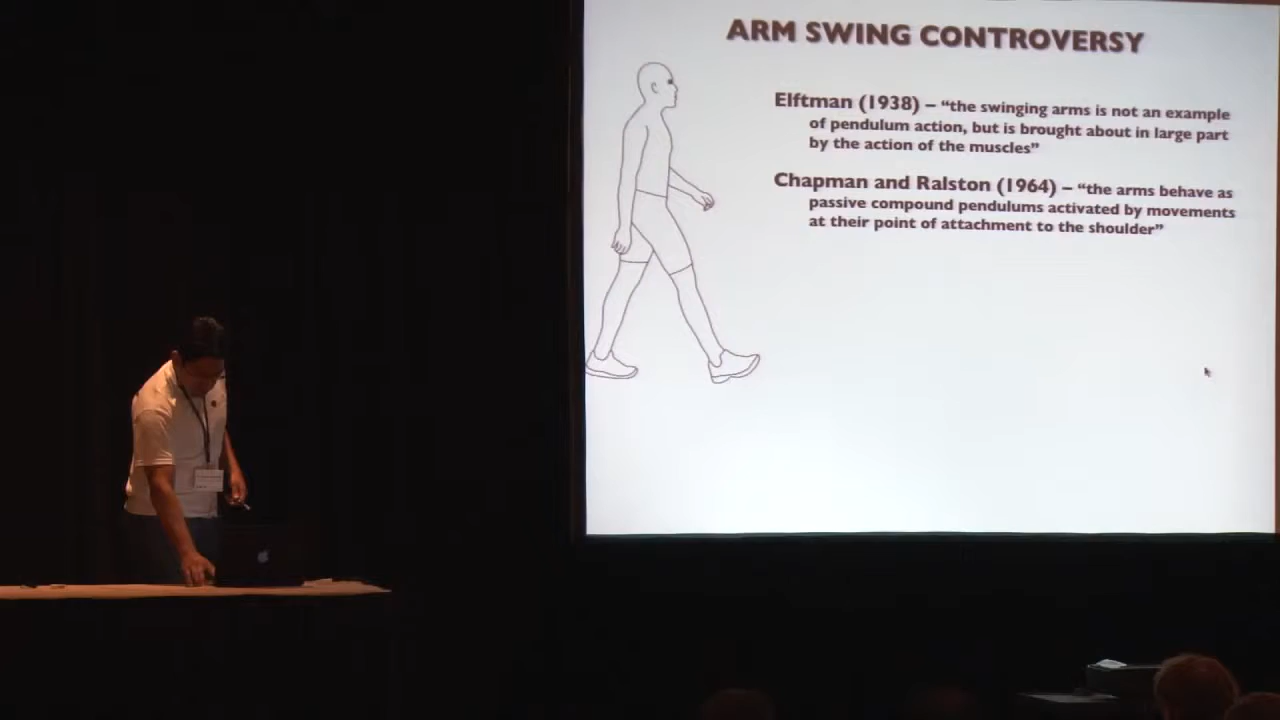 ARM SWING CONTROVERSY
Elftman (1938) – “the swinging arms is not an example
of pendulum action, but is brought about in large part
by the action of the muscles”
Chapman and Ralston (1964) – “the arms behave as
passive compound pendulums activated by movements
at their point of attachment to the shoulder”